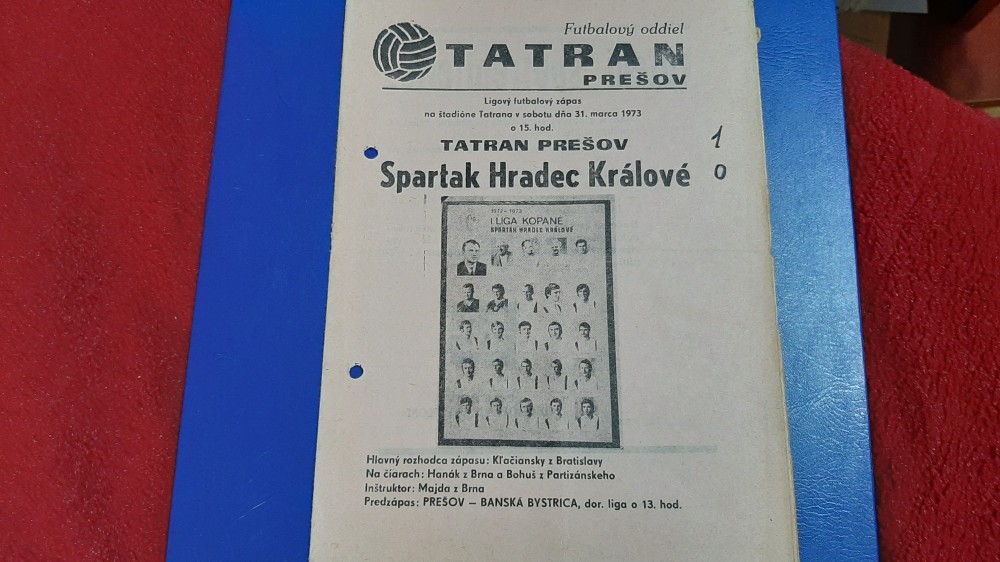 Futbalový oddiel
TATRAN
PREŠOV
Ligový futbalový zápas
na štadióne Tatrana v sobotu dňa 31. marca 1973
o 15. hod.
TATRAN PREŠOV 1
Spartak Hradec Králové 0
1972-1973
I LIGA KOPANÉ
SPARTAK HRADEC KRÁLOVÉ
Hlavný rozhodca zápasu: Kľačiansky z Bratislavy
Na čiarach: Hanák z Brna a Bohuš z Partizánskeho
Inštruktor: Majda z Brna
Predzápas: PREŠOV — BANSKÁ BYSTRICA, dor. liga o 13. hod.